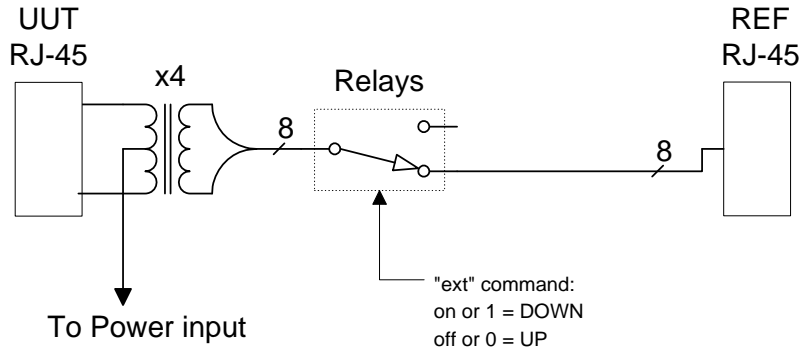 UUT
RJ-45
REF
RJ-45
x4
Relays
8
8
"ext" command:
on or 1 = DOWN
off or 0 = UP
To Power input